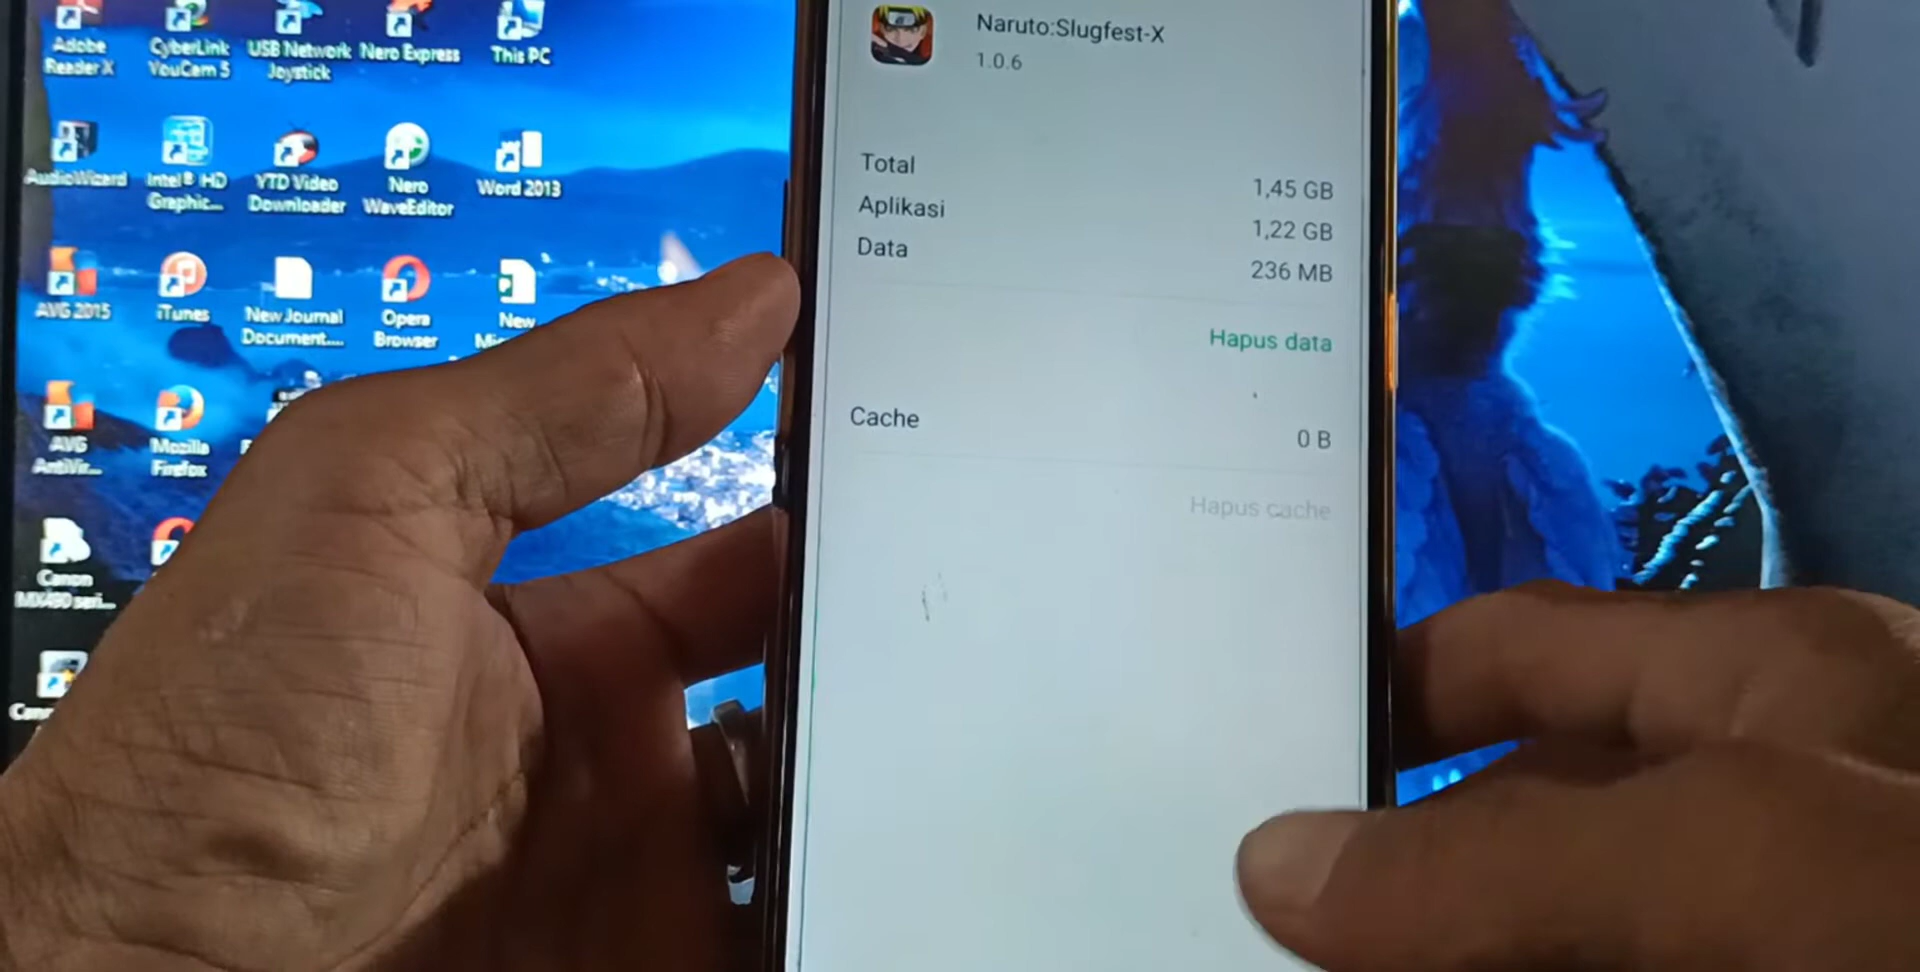 Adobe
Reader X
CyberLink
YouCam 5
USB Network
Joystick
Nero Express
This PC
AudioWizard
Intel® HD
Graphic...
YTD Video
Downloader
Nero
WaveEditor
Word 2013
AVG 2015
iTunes
New Journal
Document....
Opera
Browser
New
AVG
AntiVir...
Mozilla
Firefox
Canon
MX490 seri...
Naruto:Slugfest-X
1.0.6
Total
1,45 GB
Aplikasi
1,22 GB
Data
236 MB
Hapus data
Cache
0 B
Hapus cache